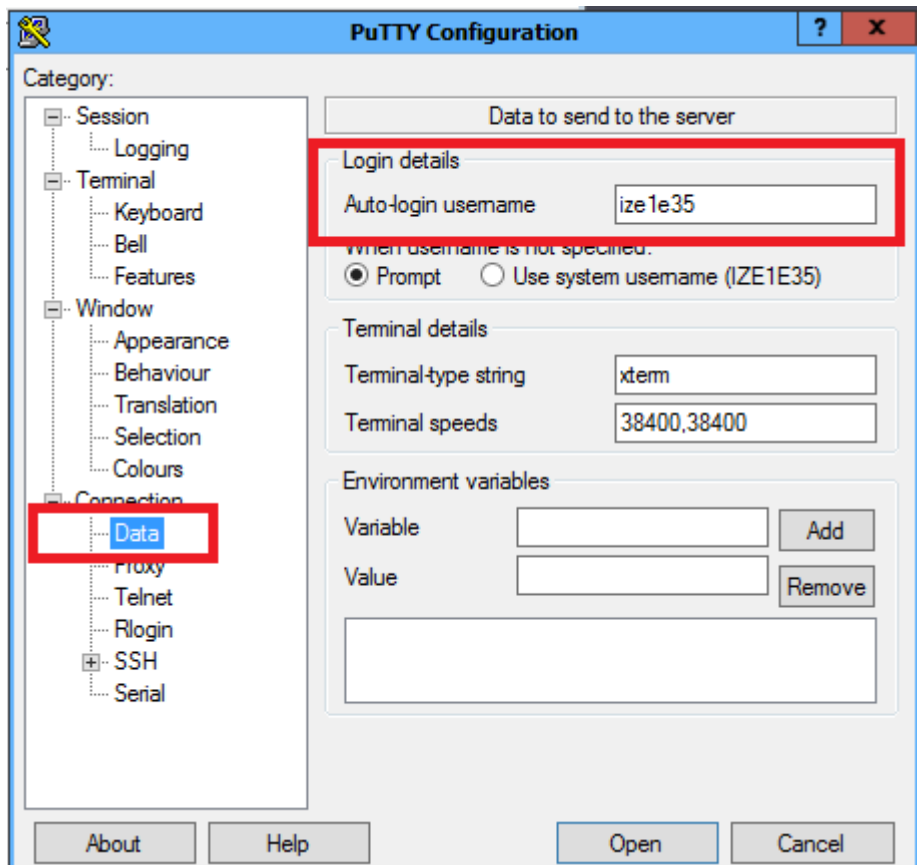 PuTTY Configuration
?
x
Category:
Session
Logging
Terminal
Keyboard
Bell
Features
Window
Appearance
Behaviour
Translation
Selection
Colours
Connection
Data
Proxy
Telnet
Rlogin
SSH
Serial
Data to send to the server
Login details
Auto-login username ize1e35
When username is not specified:
Prompt Use system username (IZE1E35)
Terminal details
Terminal-type string xterm
Terminal speeds 38400,38400
Environment variables
Variable Add
Value Remove
About Help Open Cancel